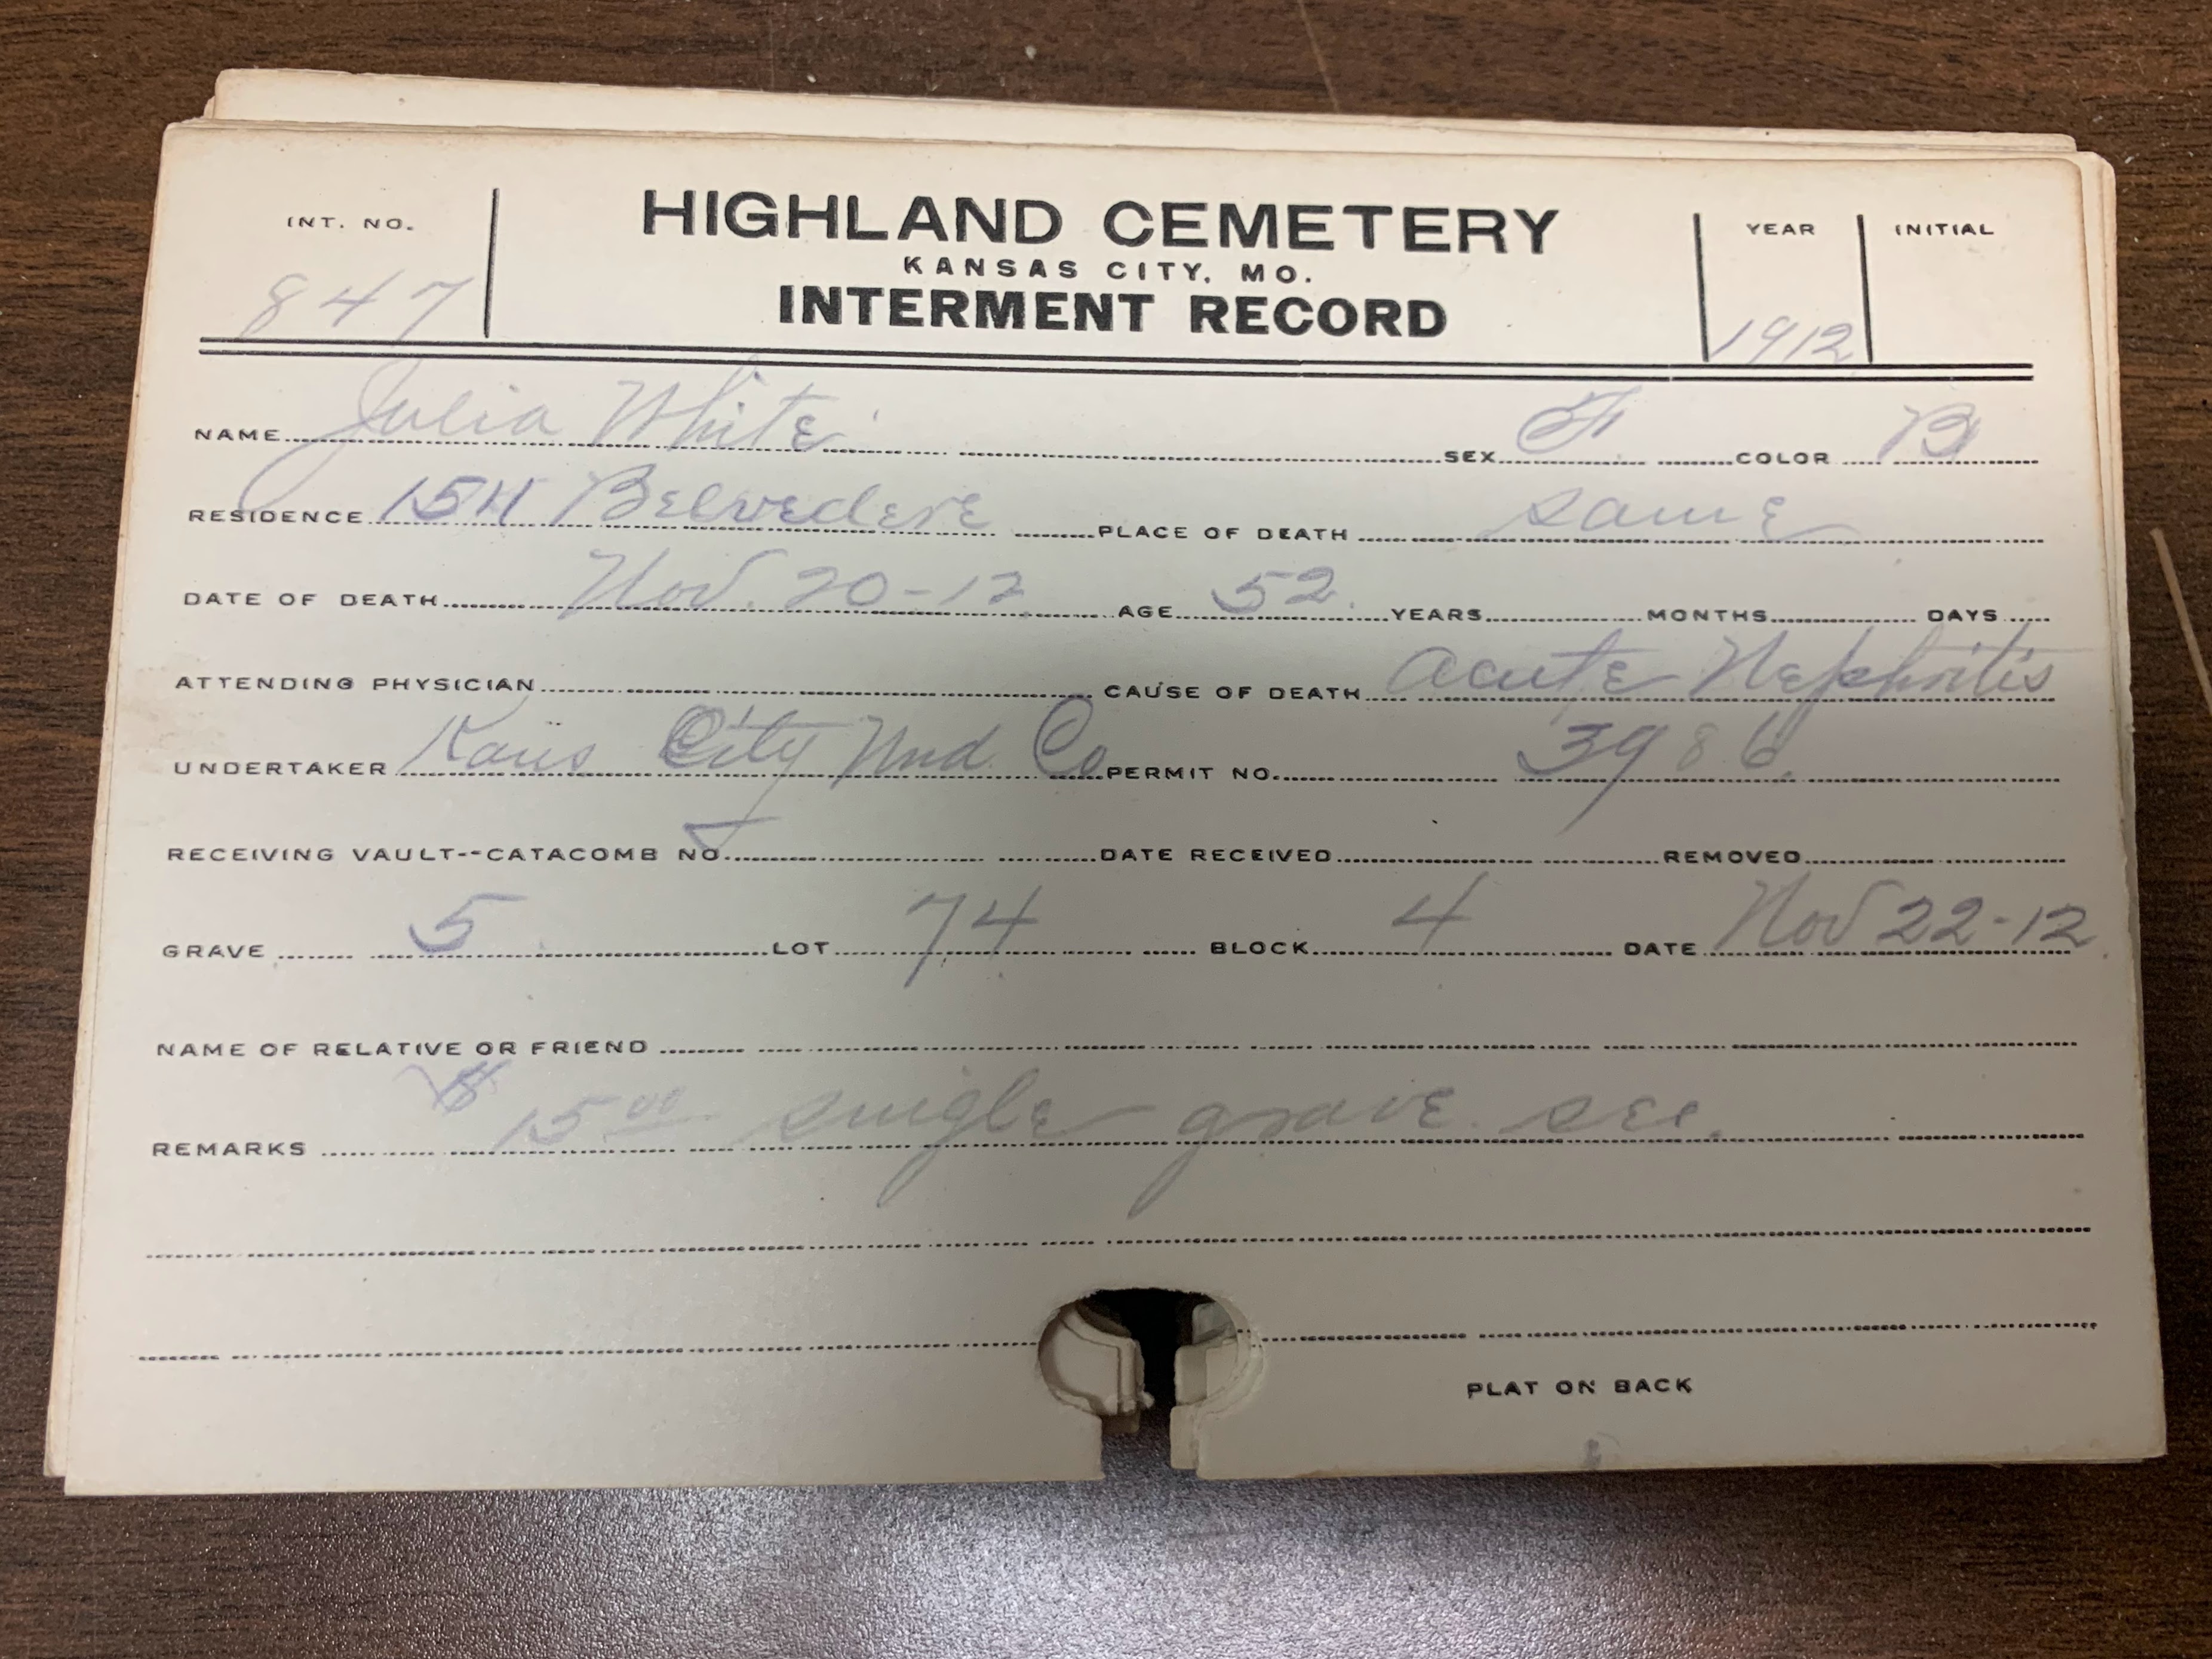 INT. NO. HIGHLAND CEMETERY YEAR INITIAL
KANSAS CITY, MO.
847 INTERMENT RECORD 1912
NAME Julia White SEX F. COLOR B
RESIDENCE Belvedere PLACE OF DEATH same
DATE OF DEATH Nov. 20-12 AGE 52 YEARS MONTHS DAYS
ATTENDING PHYSICIAN CAUSE OF DEATH Acute Nephritis
UNDERTAKER Kans City Und. Co PERMIT NO. 3986.
RECEIVING VAULT--CATACOMB NO. DATE RECEIVED REMOVED
GRAVE 5 LOT 74 BLOCK 4 DATE Nov 22-12
NAME OF RELATIVE OR FRIEND
REMARKS $15 00 single grave sec.
PLAT ON BACK